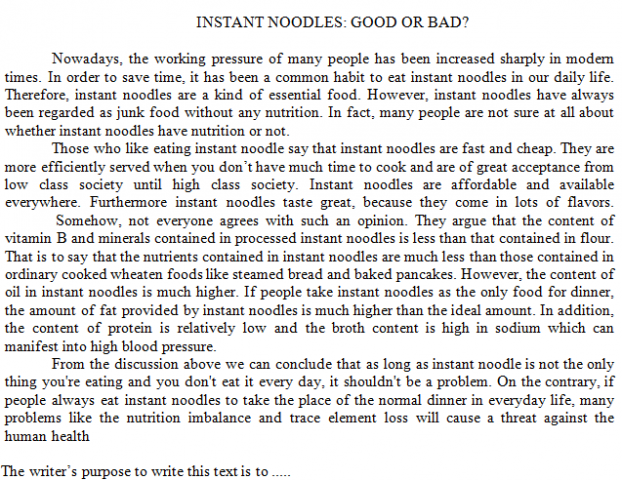 INSTANT NOODLES: GOOD OR BAD?
Nowadays, the working pressure of many people has been increased sharply in modern
times. In order to save time, it has been a common habit to eat instant noodles in our daily life.
Therefore, instant noodles are a kind of essential food. However, instant noodles have always
been regarded as junk food without any nutrition. In fact, many people are not sure at all about
whether instant noodles have nutrition or not.
Those who like eating instant noodle say that instant noodles are fast and cheap. They are
more efficiently served when you don't have much time to cook and are of great acceptance from
low class society until high class society. Instant noodles are affordable and available
everywhere. Furthermore instant noodles taste great, because they come in lots of flavors.
Somehow, not everyone agrees with such an opinion. They argue that the content of
vitamin B and minerals contained in processed instant noodles is less than that contained in flour.
That is to say that the nutrients contained in instant noodles are much less than those contained in
ordinary cooked wheaten foods like steamed bread and baked pancakes. However, the content of
oil in instant noodles is much higher. If people take instant noodles as the only food for dinner,
the amount of fat provided by instant noodles is much higher than the ideal amount. In addition,
the content of protein is relatively low and the broth content is high in sodium which can
manifest into high blood pressure.
From the discussion above we can conclude that as long as instant noodle is not the only
thing you're eating and you don't eat it every day, it shouldn't be a problem. On the contrary, if
people always eat instant noodles to take the place of the normal dinner in everyday life, many
problems like the nutrition imbalance and trace element loss will cause a threat against the
human health
The writer's purpose to write this text is to .....